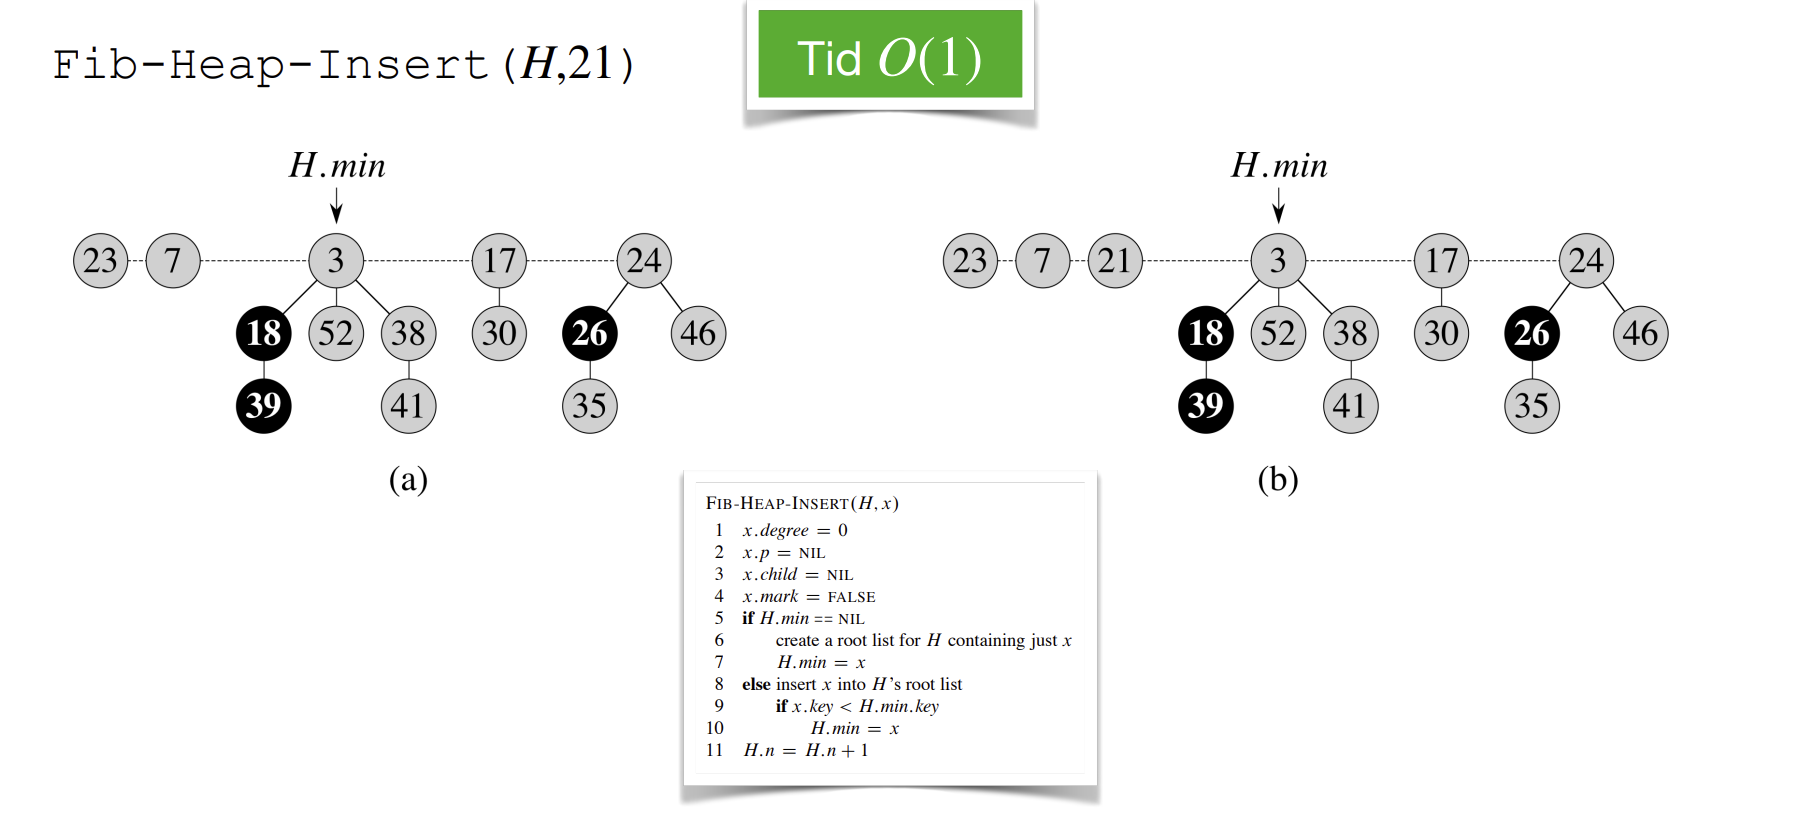 Fib-Heap-Insert(H,21)
Tid O(1)
H.min
H.min
23 7 3 17 24
18 52 38 30 26 46
39 41 35
(a)
23 7 21 3 17 24
18 52 38 30 26 46
39 41 35
(b)
FIB-HEAP-INSERT(H, x)
1 x.degree = 0
2 x.p = NIL
3 x.child = NIL
4 x.mark = FALSE
5 if H.min == NIL
6 create a root list for H containing just x
7 H.min = x
8 else insert x into H's root list
9 if x.key < H.min.key
10 H.min = x
11 H.n = H.n + 1